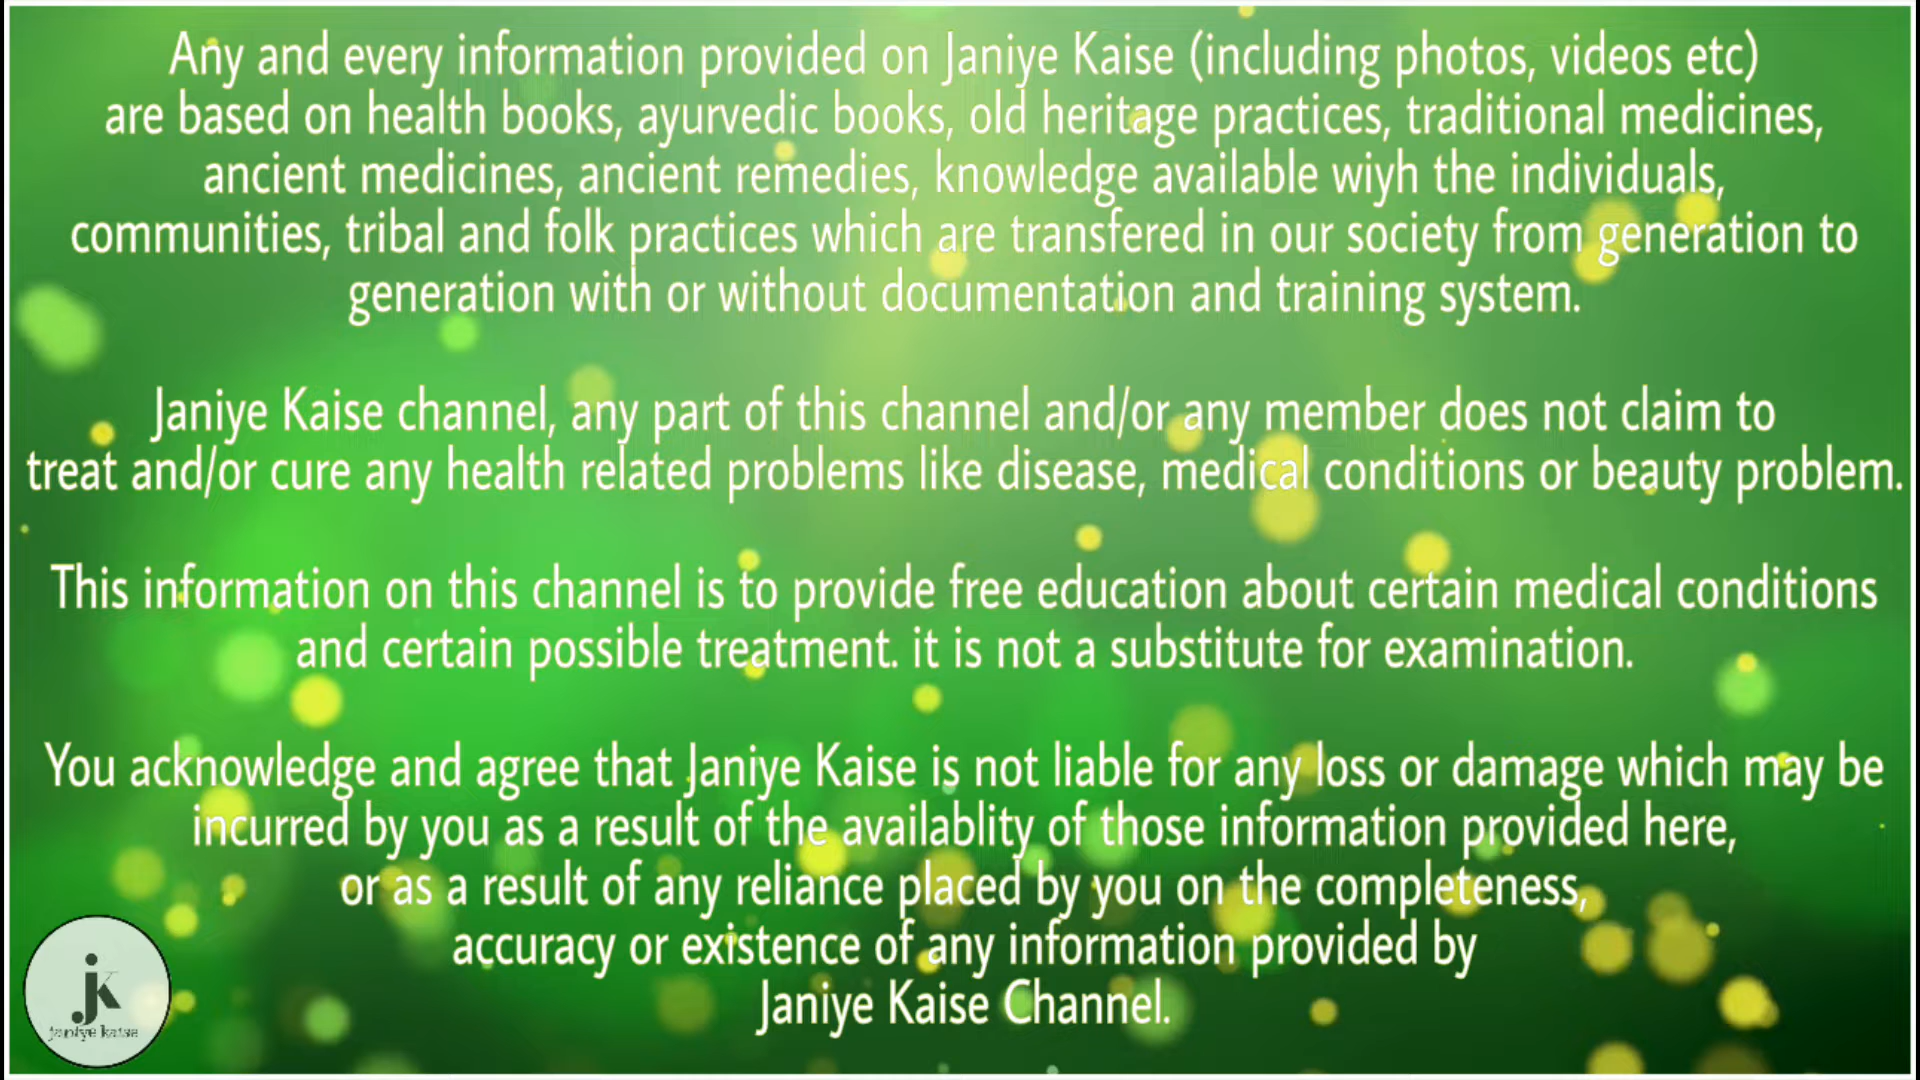 Any and every information provided on Janiye Kaise (including photos, videos etc)
are based on health books, ayurvedic books, old heritage practices, traditional medicines,
ancient medicines, ancient remedies, knowledge available wiyh the individuals,
communities, tribal and folk practices which are transfered in our society from generation to
generation with or without documentation and training system.
Janiye Kaise channel, any part of this channel and/or any member does not claim to
treat and/or cure any health related problems like disease, medical conditions or beauty problem.
This information on this channel is to provide free education about certain medical conditions
and certain possible treatment. it is not a substitute for examination.
You acknowledge and agree that Janiye Kaise is not liable for any loss or damage which may be
incurred by you as a result of the availablity of those information provided here,
or as a result of any reliance placed by you on the completeness,
accuracy or existence of any information provided by
Janiye Kaise Channel.
jK
janiye kaise